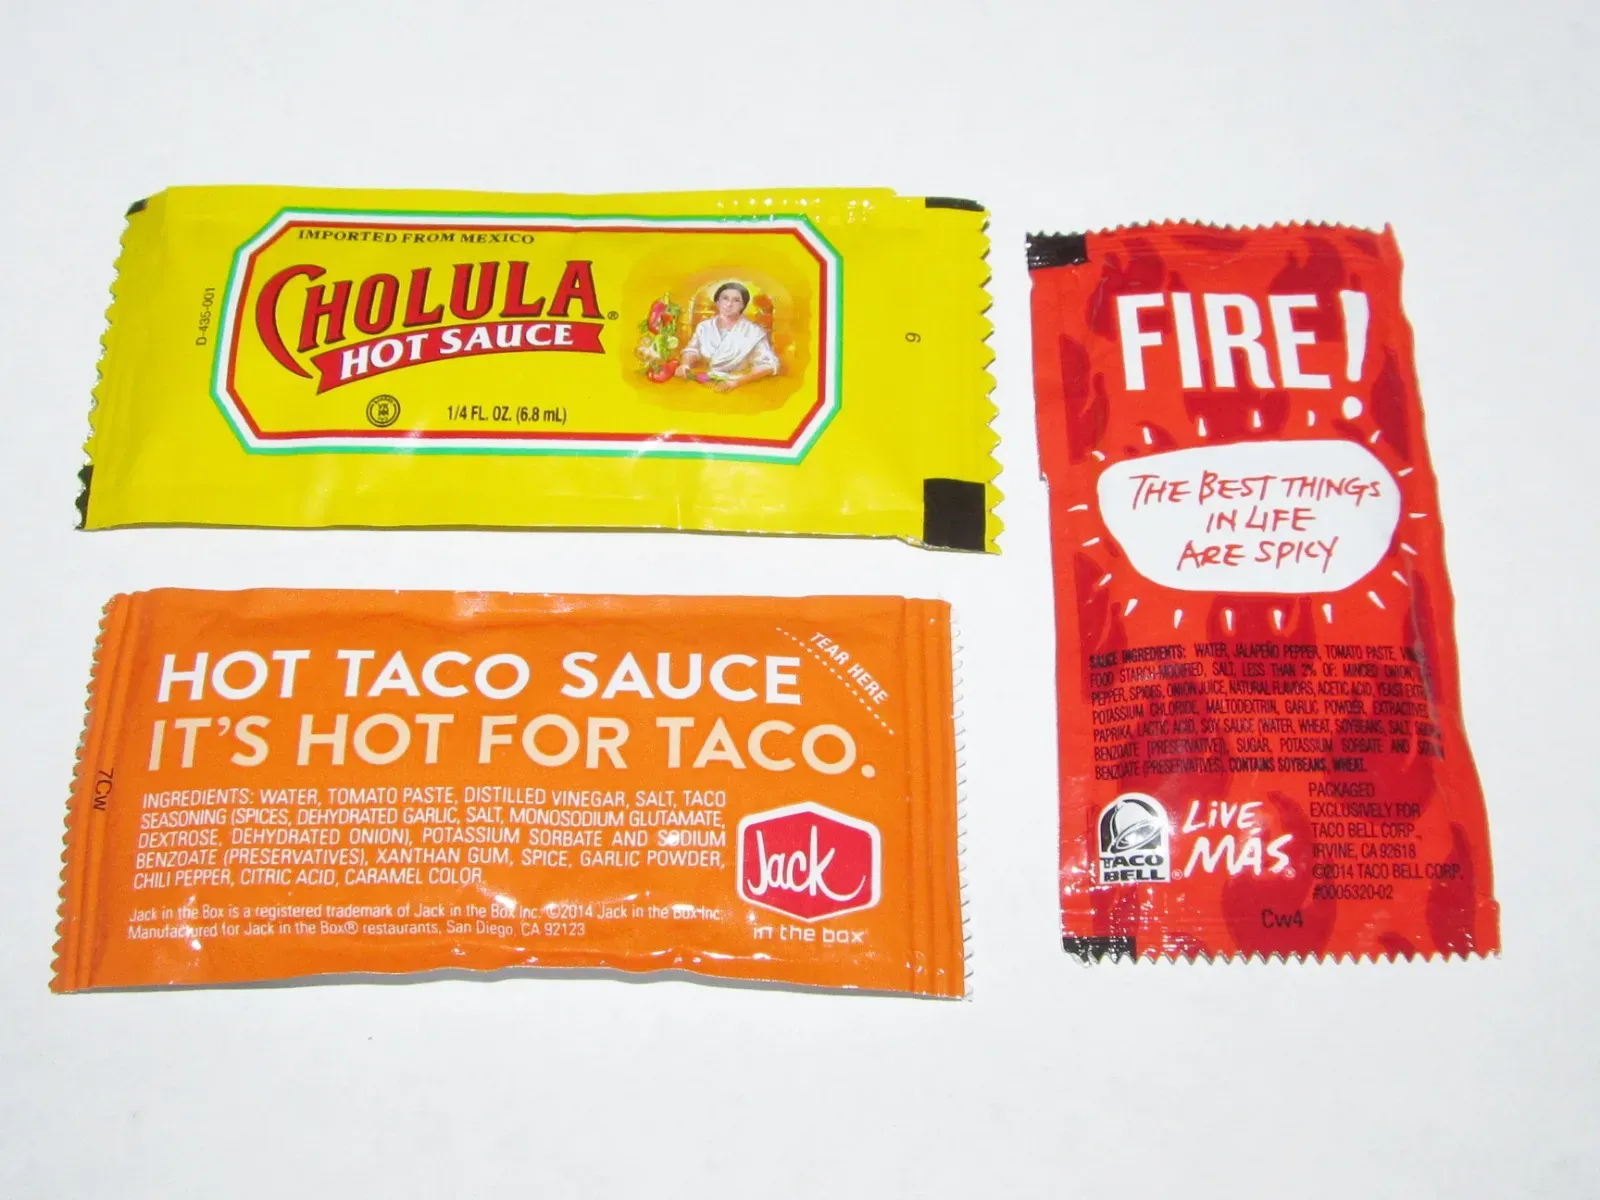 IMPORTED FROM MEXICO
CHOLULA®
HOT SAUCE
1/4 FL. OZ. (6.8 mL)
D-435-001
9
HOT TACO SAUCE
IT'S HOT FOR TACO.
TEAR HERE
7Cw
INGREDIENTS: WATER, TOMATO PASTE, DISTILLED VINEGAR, SALT, TACO
SEASONING (SPICES, DEHYDRATED GARLIC, SALT, MONOSODIUM GLUTAMATE,
DEXTROSE, DEHYDRATED ONION), POTASSIUM SORBATE AND SODIUM
BENZOATE (PRESERVATIVES), XANTHAN GUM, SPICE, GARLIC POWDER,
CHILI PEPPER, CITRIC ACID, CARAMEL COLOR.
Jack in the Box is a registered trademark of Jack in the Box Inc. ©2014 Jack in the Box Inc.
Manufactured for Jack in the Box® restaurants, San Diego, CA 92123
Jack
in the box
FIRE!
THE BEST THINGS
IN LIFE
ARE SPICY
SAUCE INGREDIENTS: WATER, JALAPEÑO PEPPER, TOMATO PASTE,
FOOD STARCH-MODIFIED, SALT, LESS THAN 2% OF: MINCED ONION,
PEPPER, SPICES, ONION JUICE, NATURAL FLAVORS, ACETIC ACID, YEAST
POTASSIUM CHLORIDE, MALTODEXTRIN, GARLIC POWDER, EXTRACTIVES
PAPRIKA, LACTIC ACID, SOY SAUCE (WATER, WHEAT, SOYBEANS, SALT,
BENZOATE [PRESERVATIVE]), SUGAR, POTASSIUM SORBATE AND
BENZOATE (PRESERVATIVES). CONTAINS SOYBEANS, WHEAT.
TACO
BELL®
LIVE
MÁS
PACKAGED
EXCLUSIVELY FOR
TACO BELL CORP.,
IRVINE, CA 92618
©2014 TACO BELL CORP.
#0005320-02
Cw4